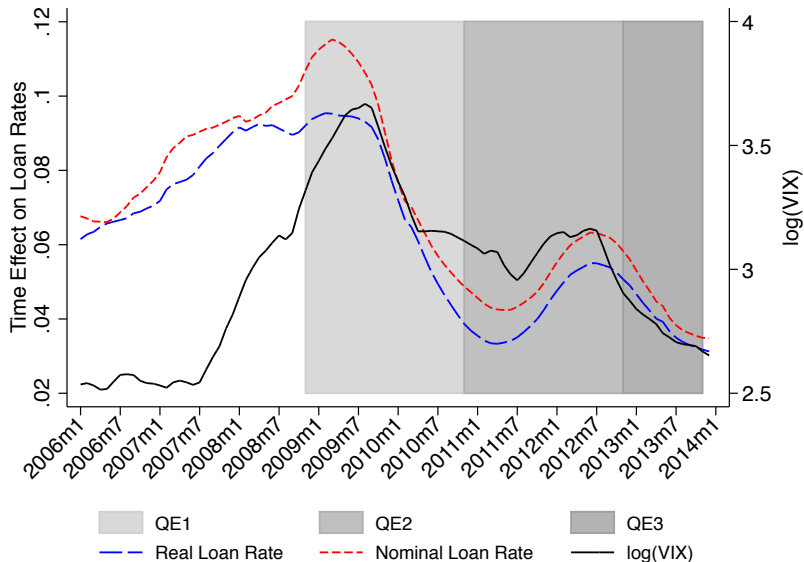 Time Effect on Loan Rates
.12
.1
.08
.06
.04
.02
4
3.5
3
2.5
log(VIX)
2006m1
2006m7
2007m1
2007m7
2008m1
2008m7
2009m1
2009m7
2010m1
2010m7
2011m1
2011m7
2012m1
2012m7
2013m1
2013m7
2014m1
QE1 QE2 QE3
Real Loan Rate Nominal Loan Rate log(VIX)